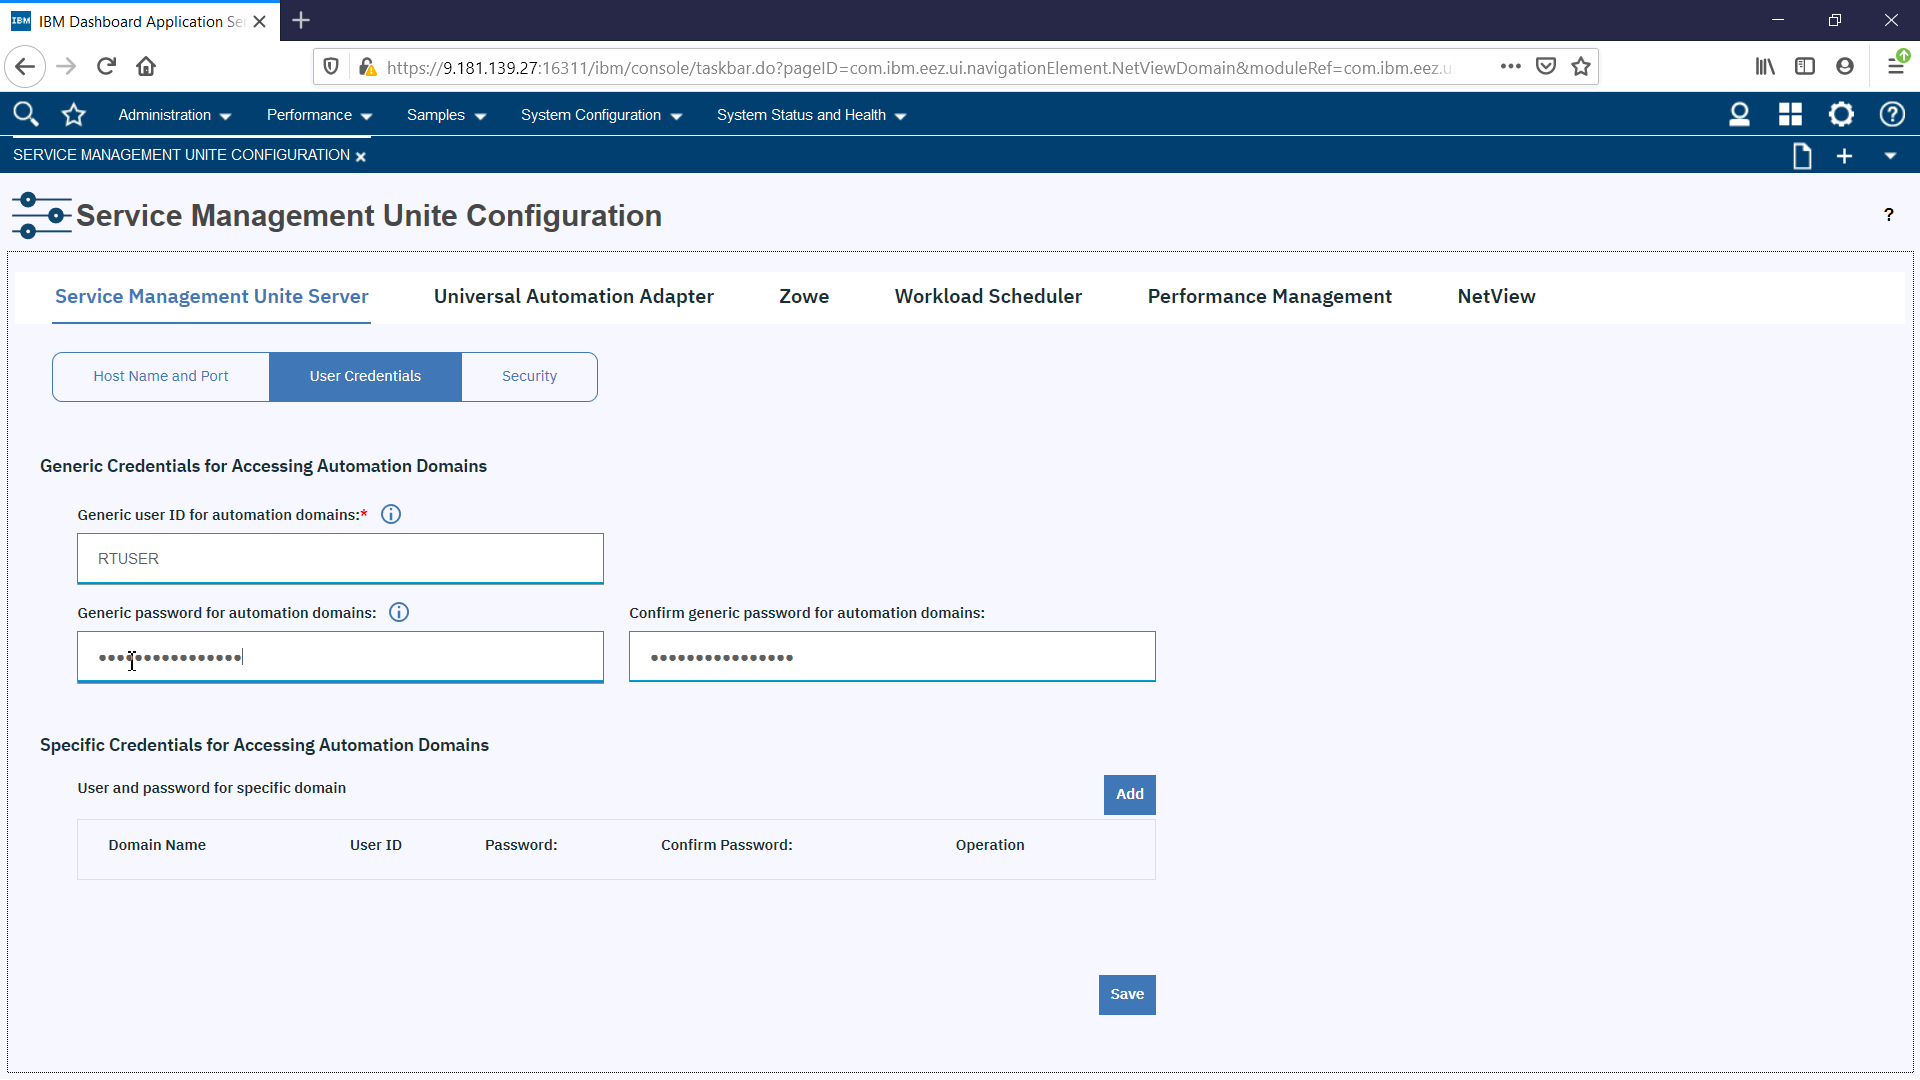 IBM IBM Dashboard Application Se
https://9.181.139.27:16311/ibm/console/taskbar.do?pageID=com.ibm.eez.ui.navigationElement.NetViewDomain&moduleRef=com.ibm.eez.u
Administration Performance Samples System Configuration System Status and Health
SERVICE MANAGEMENT UNITE CONFIGURATION
Service Management Unite Configuration ?
Service Management Unite Server Universal Automation Adapter Zowe Workload Scheduler Performance Management NetView
Host Name and Port User Credentials Security
Generic Credentials for Accessing Automation Domains
Generic user ID for automation domains:*
RTUSER
Generic password for automation domains: Confirm generic password for automation domains:
•••••••••••••••• ••••••••••••••••
Specific Credentials for Accessing Automation Domains
User and password for specific domain Add
Domain Name User ID Password: Confirm Password: Operation
Save